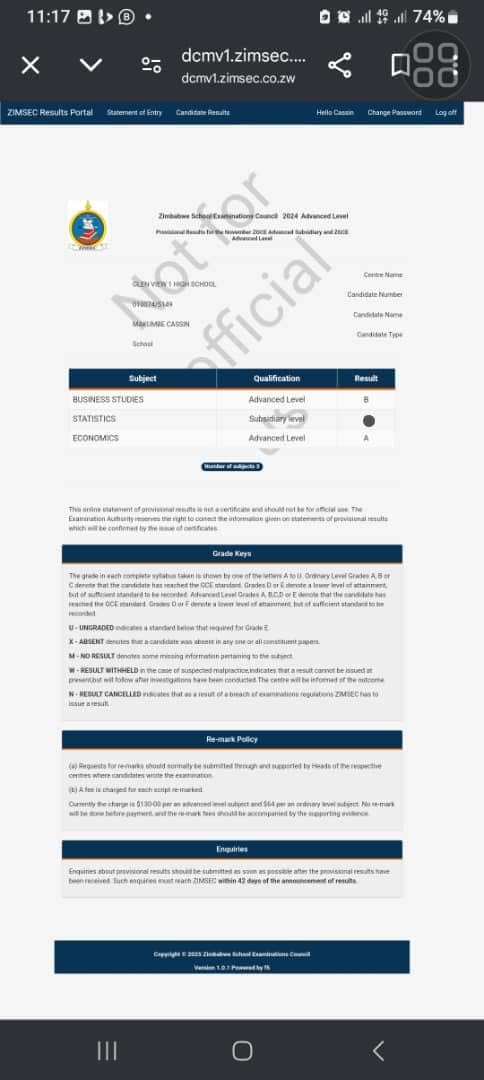 11:17
4G
74%
dcmv1.zimsec....
dcmv1.zimsec.co.zw
ZIMSEC Results Portal Statement of Entry Candidate Results Hello Cassin Change Password Log off
Not for
official
Zimbabwe School Examinations Council 2024 Advanced Level
Provisional Results for the November ZGCE Advanced Subsidiary and ZGCE
Advanced Level
Centre Name
GLEN VIEW 1 HIGH SCHOOL
Candidate Number
010074/5149
Candidate Name
MAKUMBE CASSIN
Candidate Type
School
Subject Qualification Result
BUSINESS STUDIES Advanced Level B
STATISTICS Subsidiary level
ECONOMICS Advanced Level A
Number of subjects 3
This online statement of provisional results is not a certificate and should not be for official use. The
Examination Authority reserves the right to correct the information given on statements of provisional results
which will be confirmed by the issue of certificates.
Grade Keys
The grade in each complete syllabus taken is shown by one of the letters A to U. Ordinary Level Grades A, B or
C denote that the candidate has reached the GCE standard. Grades D or E denote a lower level of attainment,
but of sufficient standard to be recorded. Advanced Level Grades A, B,C,D or E denote that the candidate has
reached the GCE standard. Grades O or F denote a lower level of attainment, but of sufficient standard to be
recorded.
U - UNGRADED indicates a standard below that required for Grade E.
X - ABSENT denotes that a candidate was absent in any one or all constituent papers.
M - NO RESULT denotes some missing information pertaining to the subject.
W - RESULT WITHHELD in the case of suspected malpractice,indicates that a result cannot be issued at
present,but will follow after investigations have been conducted.The centre will be informed of the outcome.
N - RESULT CANCELLED indicates that as a result of a breach of examinations regulations ZIMSEC has to
issue a result.
Re-mark Policy
(a) Requests for re-marks should normally be submitted through and supported by Heads of the respective
centres where candidates wrote the examination.
(b) A fee is charged for each script re-marked.
Currently the charge is $130-00 per an advanced level subject and $64 per an ordinary level subject. No re-mark
will be done before payment, and the re-mark fees should be accompanied by the supporting evidence.
Enquiries
Enquiries about provisional results should be submitted as soon as possible after the provisional results have
been received. Such enquiries must reach ZIMSEC within 42 days of the announcement of results.
Copyright © 2025 Zimbabwe School Examinations Council
Version 1.0.1 Powered by f5